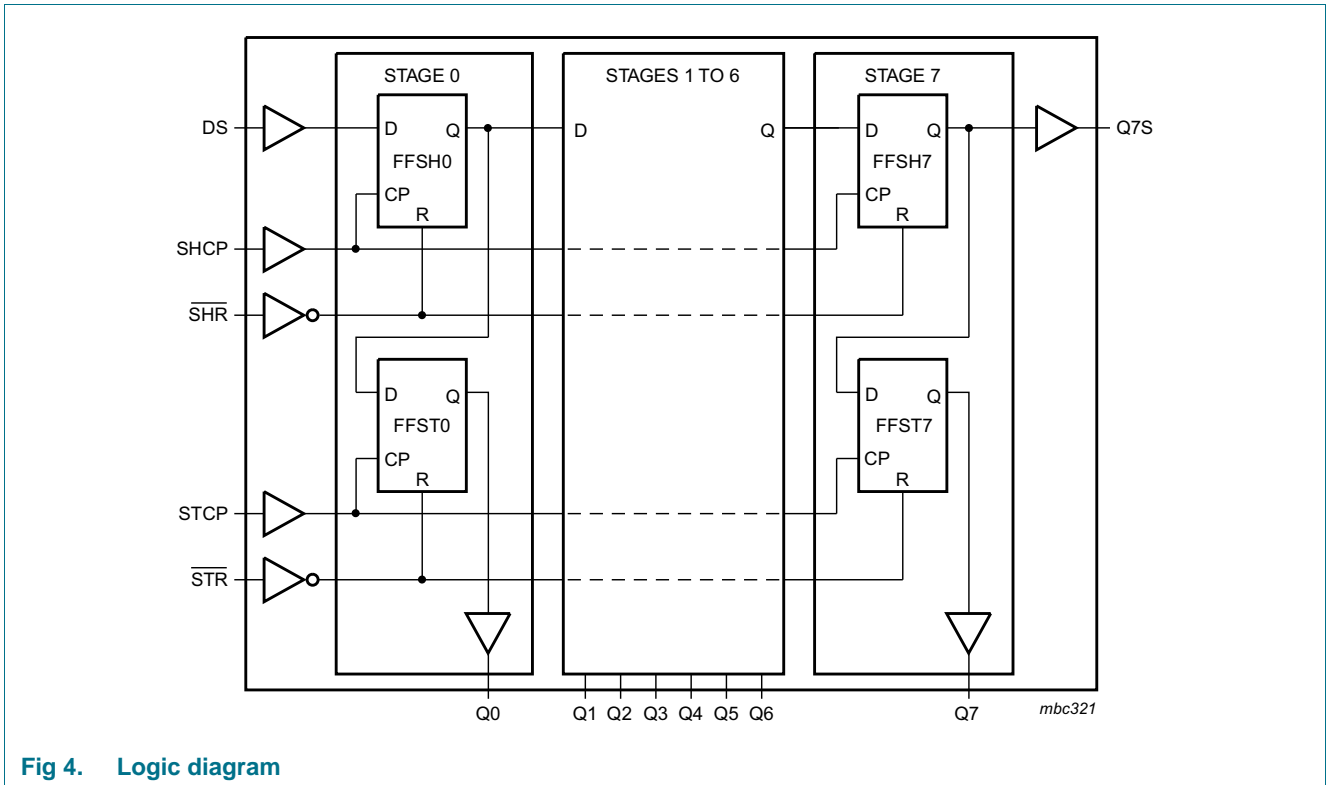 STAGE 0 STAGES 1 TO 6 STAGE 7
DS D Q D Q D Q Q7S
FFSH0 FFSH7
CP CP
R R
SHCP
SHR
D Q D Q
FFST0 FFST7
CP CP
R R
STCP
STR
Q0 Q1 Q2 Q3 Q4 Q5 Q6 Q7 mbc321
Fig 4. Logic diagram